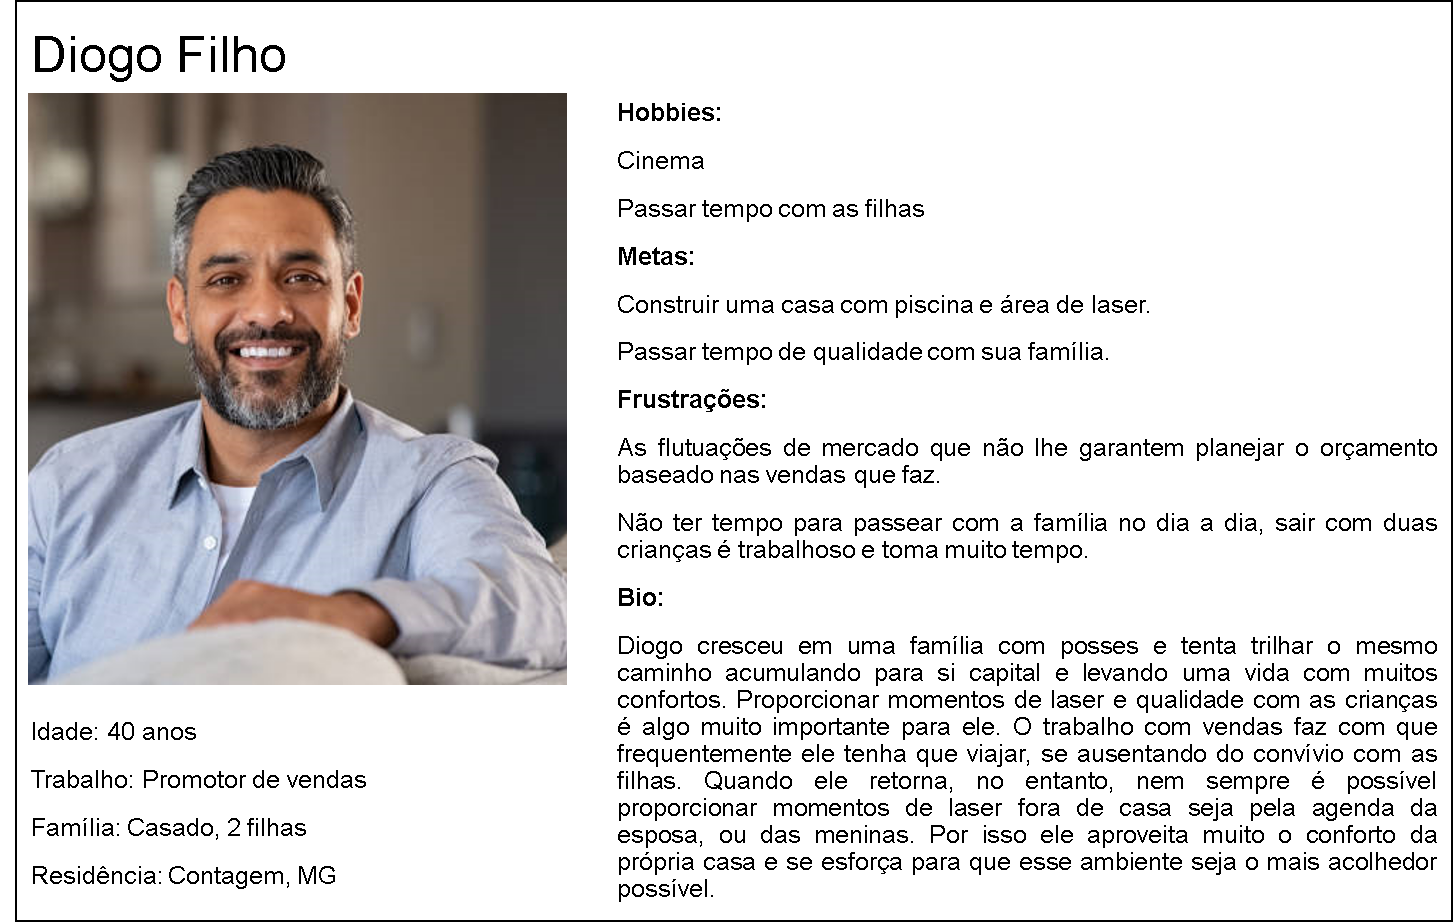 Diogo Filho
Hobbies:
Cinema
Passar tempo com as filhas
Metas:
Construir uma casa com piscina e área de laser.
Passar tempo de qualidade com sua família.
Frustrações:
As flutuações de mercado que não lhe garantem planejar o orçamento
baseado nas vendas que faz.
Não ter tempo para passear com a família no dia a dia, sair com duas
crianças é trabalhoso e toma muito tempo.
Bio:
Diogo cresceu em uma família com posses e tenta trilhar o mesmo
caminho acumulando para si capital e levando uma vida com muitos
confortos. Proporcionar momentos de laser e qualidade com as crianças
é algo muito importante para ele. O trabalho com vendas faz com que
frequentemente ele tenha que viajar, se ausentando do convívio com as
filhas. Quando ele retorna, no entanto, nem sempre é possível
proporcionar momentos de laser fora de casa seja pela agenda da
esposa, ou das meninas. Por isso ele aproveita muito o conforto da
própria casa e se esforça para que esse ambiente seja o mais acolhedor
possível.
Idade: 40 anos
Trabalho: Promotor de vendas
Família: Casado, 2 filhas
Residência: Contagem, MG